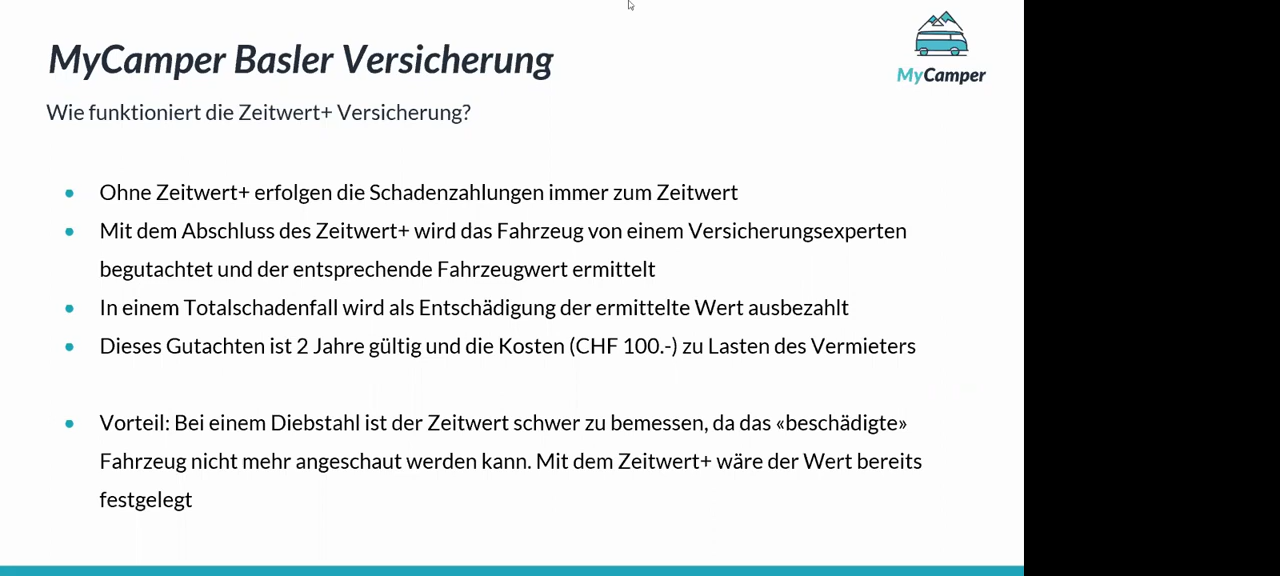 MyCamper Basler Versicherung
MyCamper
Wie funktioniert die Zeitwert+ Versicherung?
• Ohne Zeitwert+ erfolgen die Schadenzahlungen immer zum Zeitwert
• Mit dem Abschluss des Zeitwert+ wird das Fahrzeug von einem Versicherungsexperten
begutachtet und der entsprechende Fahrzeugwert ermittelt
• In einem Totalschadenfall wird als Entschädigung der ermittelte Wert ausbezahlt
• Dieses Gutachten ist 2 Jahre gültig und die Kosten (CHF 100.-) zu Lasten des Vermieters
• Vorteil: Bei einem Diebstahl ist der Zeitwert schwer zu bemessen, da das «beschädigte»
Fahrzeug nicht mehr angeschaut werden kann. Mit dem Zeitwert+ wäre der Wert bereits
festgelegt